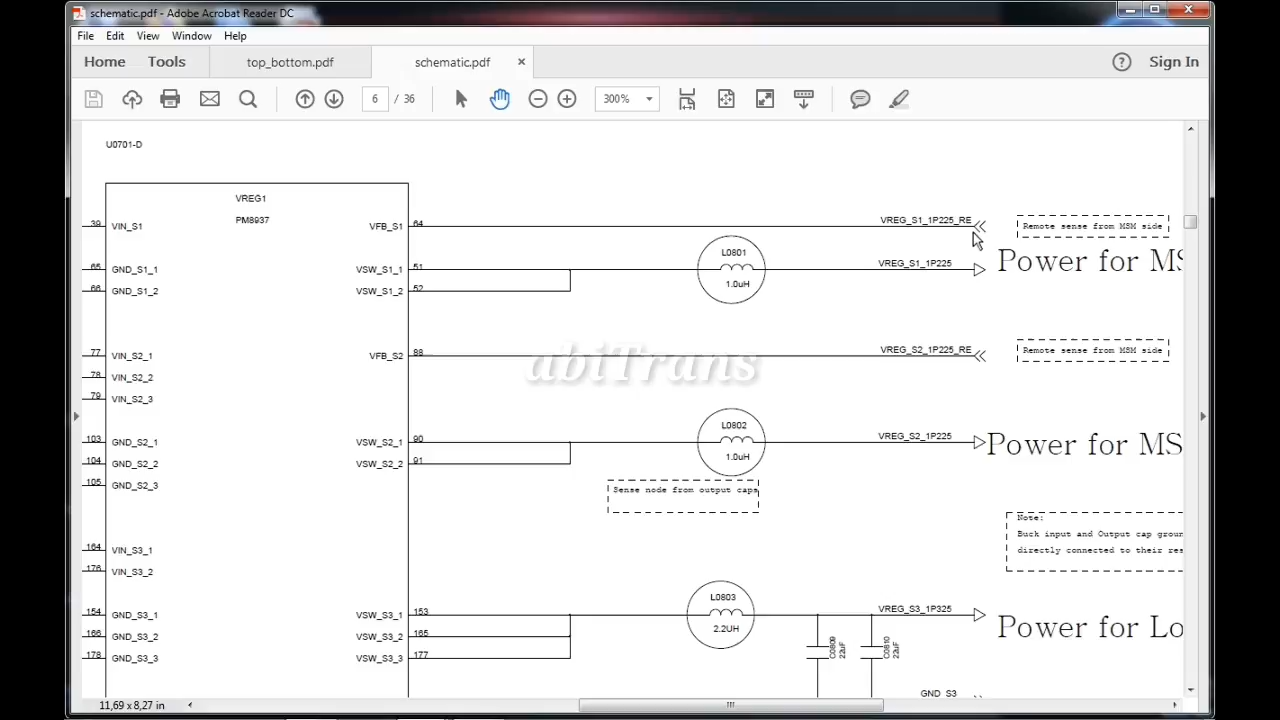 schematic.pdf - Adobe Acrobat Reader DC
File Edit View Window Help
Home Tools top_bottom.pdf schematic.pdf × ? Sign In
6 / 36 300%
U0701-D
VREG1
PM8937
39 VIN_S1 VFB_S1 64 VREG_S1_1P225_RE Remote sense from MSM side
L0801
65 GND_S1_1 VSW_S1_1 51 VREG_S1_1P225 Power for MS
66 GND_S1_2 VSW_S1_2 52 1.0uH
77 VIN_S2_1 VFB_S2 88 VREG_S2_1P225_RE Remote sense from MSM side
abiTrans
78 VIN_S2_2
79 VIN_S2_3
L0802
103 GND_S2_1 VSW_S2_1 90 VREG_S2_1P225 Power for MS
104 GND_S2_2 VSW_S2_2 91 1.0uH
105 GND_S2_3 Sense node from output caps
Note:
Buck input and Output cap groun
164 VIN_S3_1 directly connected to their res
176 VIN_S3_2
L0803
154 GND_S3_1 VSW_S3_1 153 VREG_S3_1P325 Power for Lo
166 GND_S3_2 VSW_S3_2 165 2.2UH
C0809 22uF C0810 22uF
178 GND_S3_3 VSW_S3_3 177
GND_S3
11,69 x 8,27 in